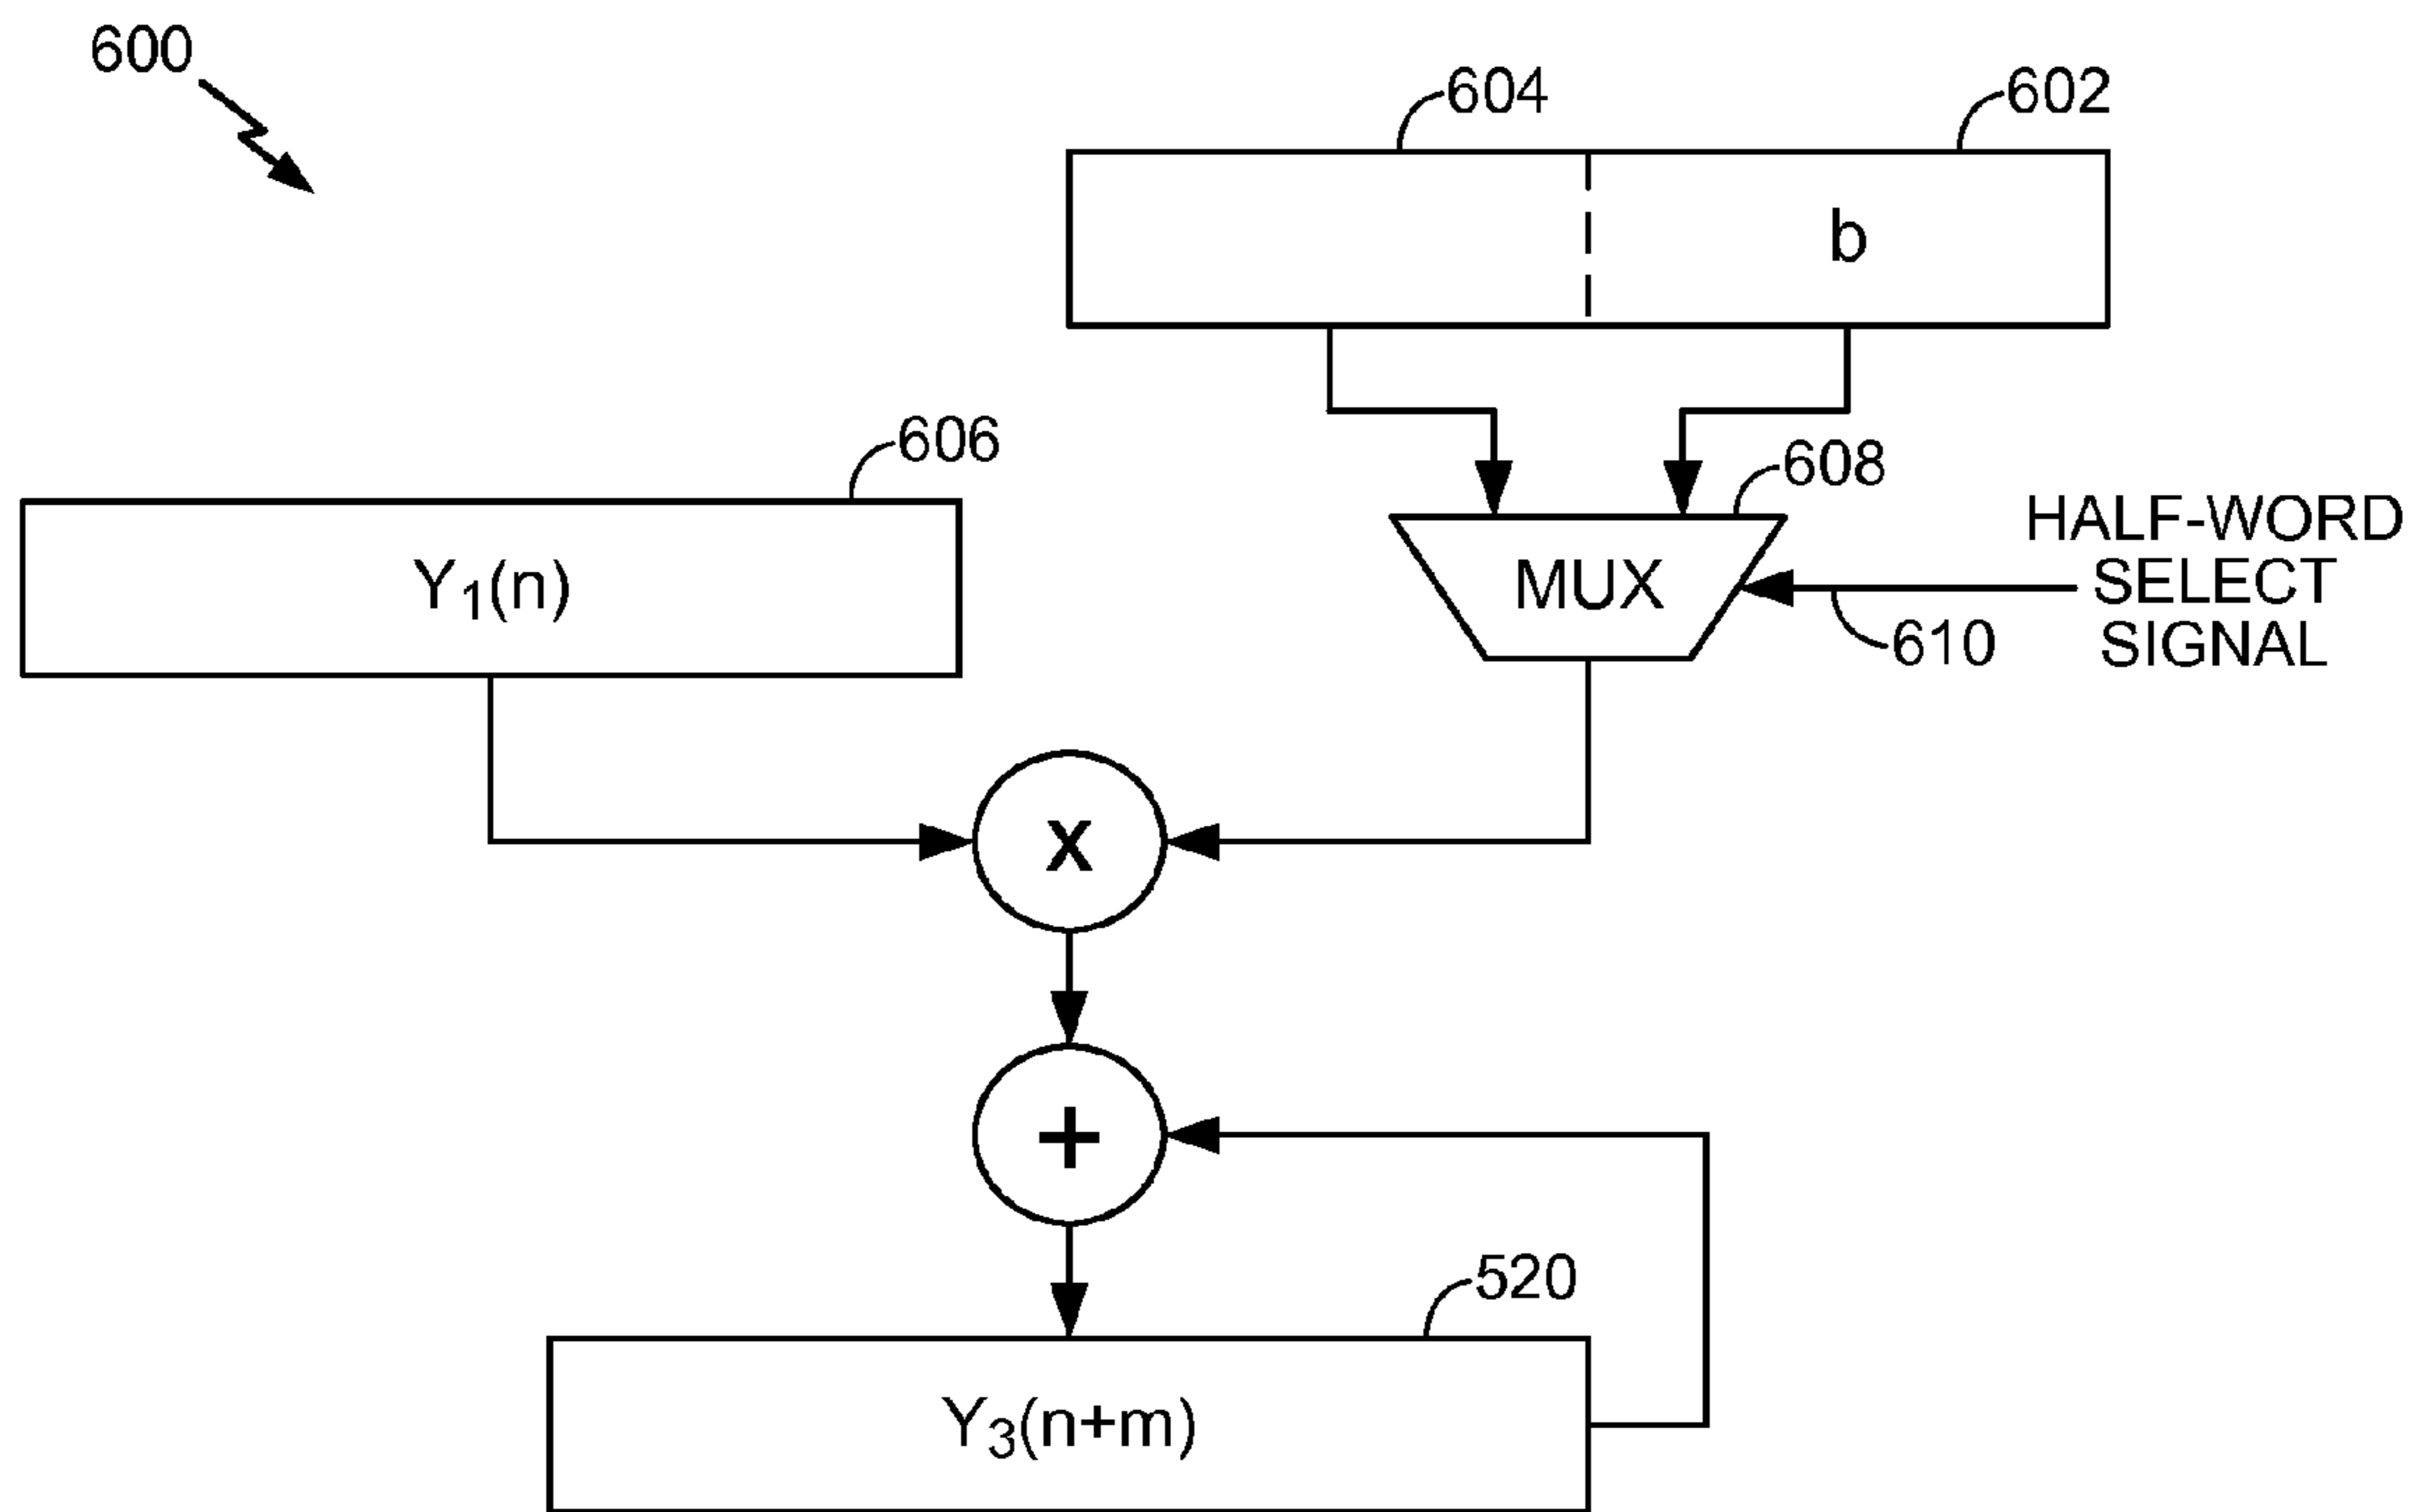 600
604
602
b
606
608
Y₁(n)
MUX
HALF-WORD
SELECT
SIGNAL
610
x
+
520
Y₃(n+m)